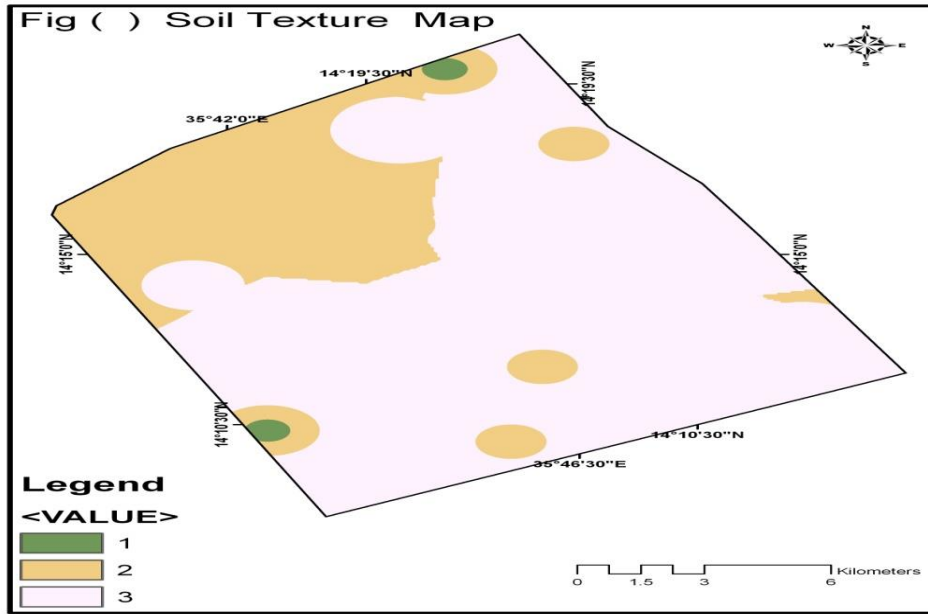 Fig ( ) Soil Texture Map
N
W E
S
14°19'30"N
14°19'30"N
35°42'0"E
14°15'0"N
14°15'0"N
14°10'30"N
14°10'30"N
35°46'30"E
Legend
<VALUE>
1
2
3
Kilometers
0 1.5 3 6